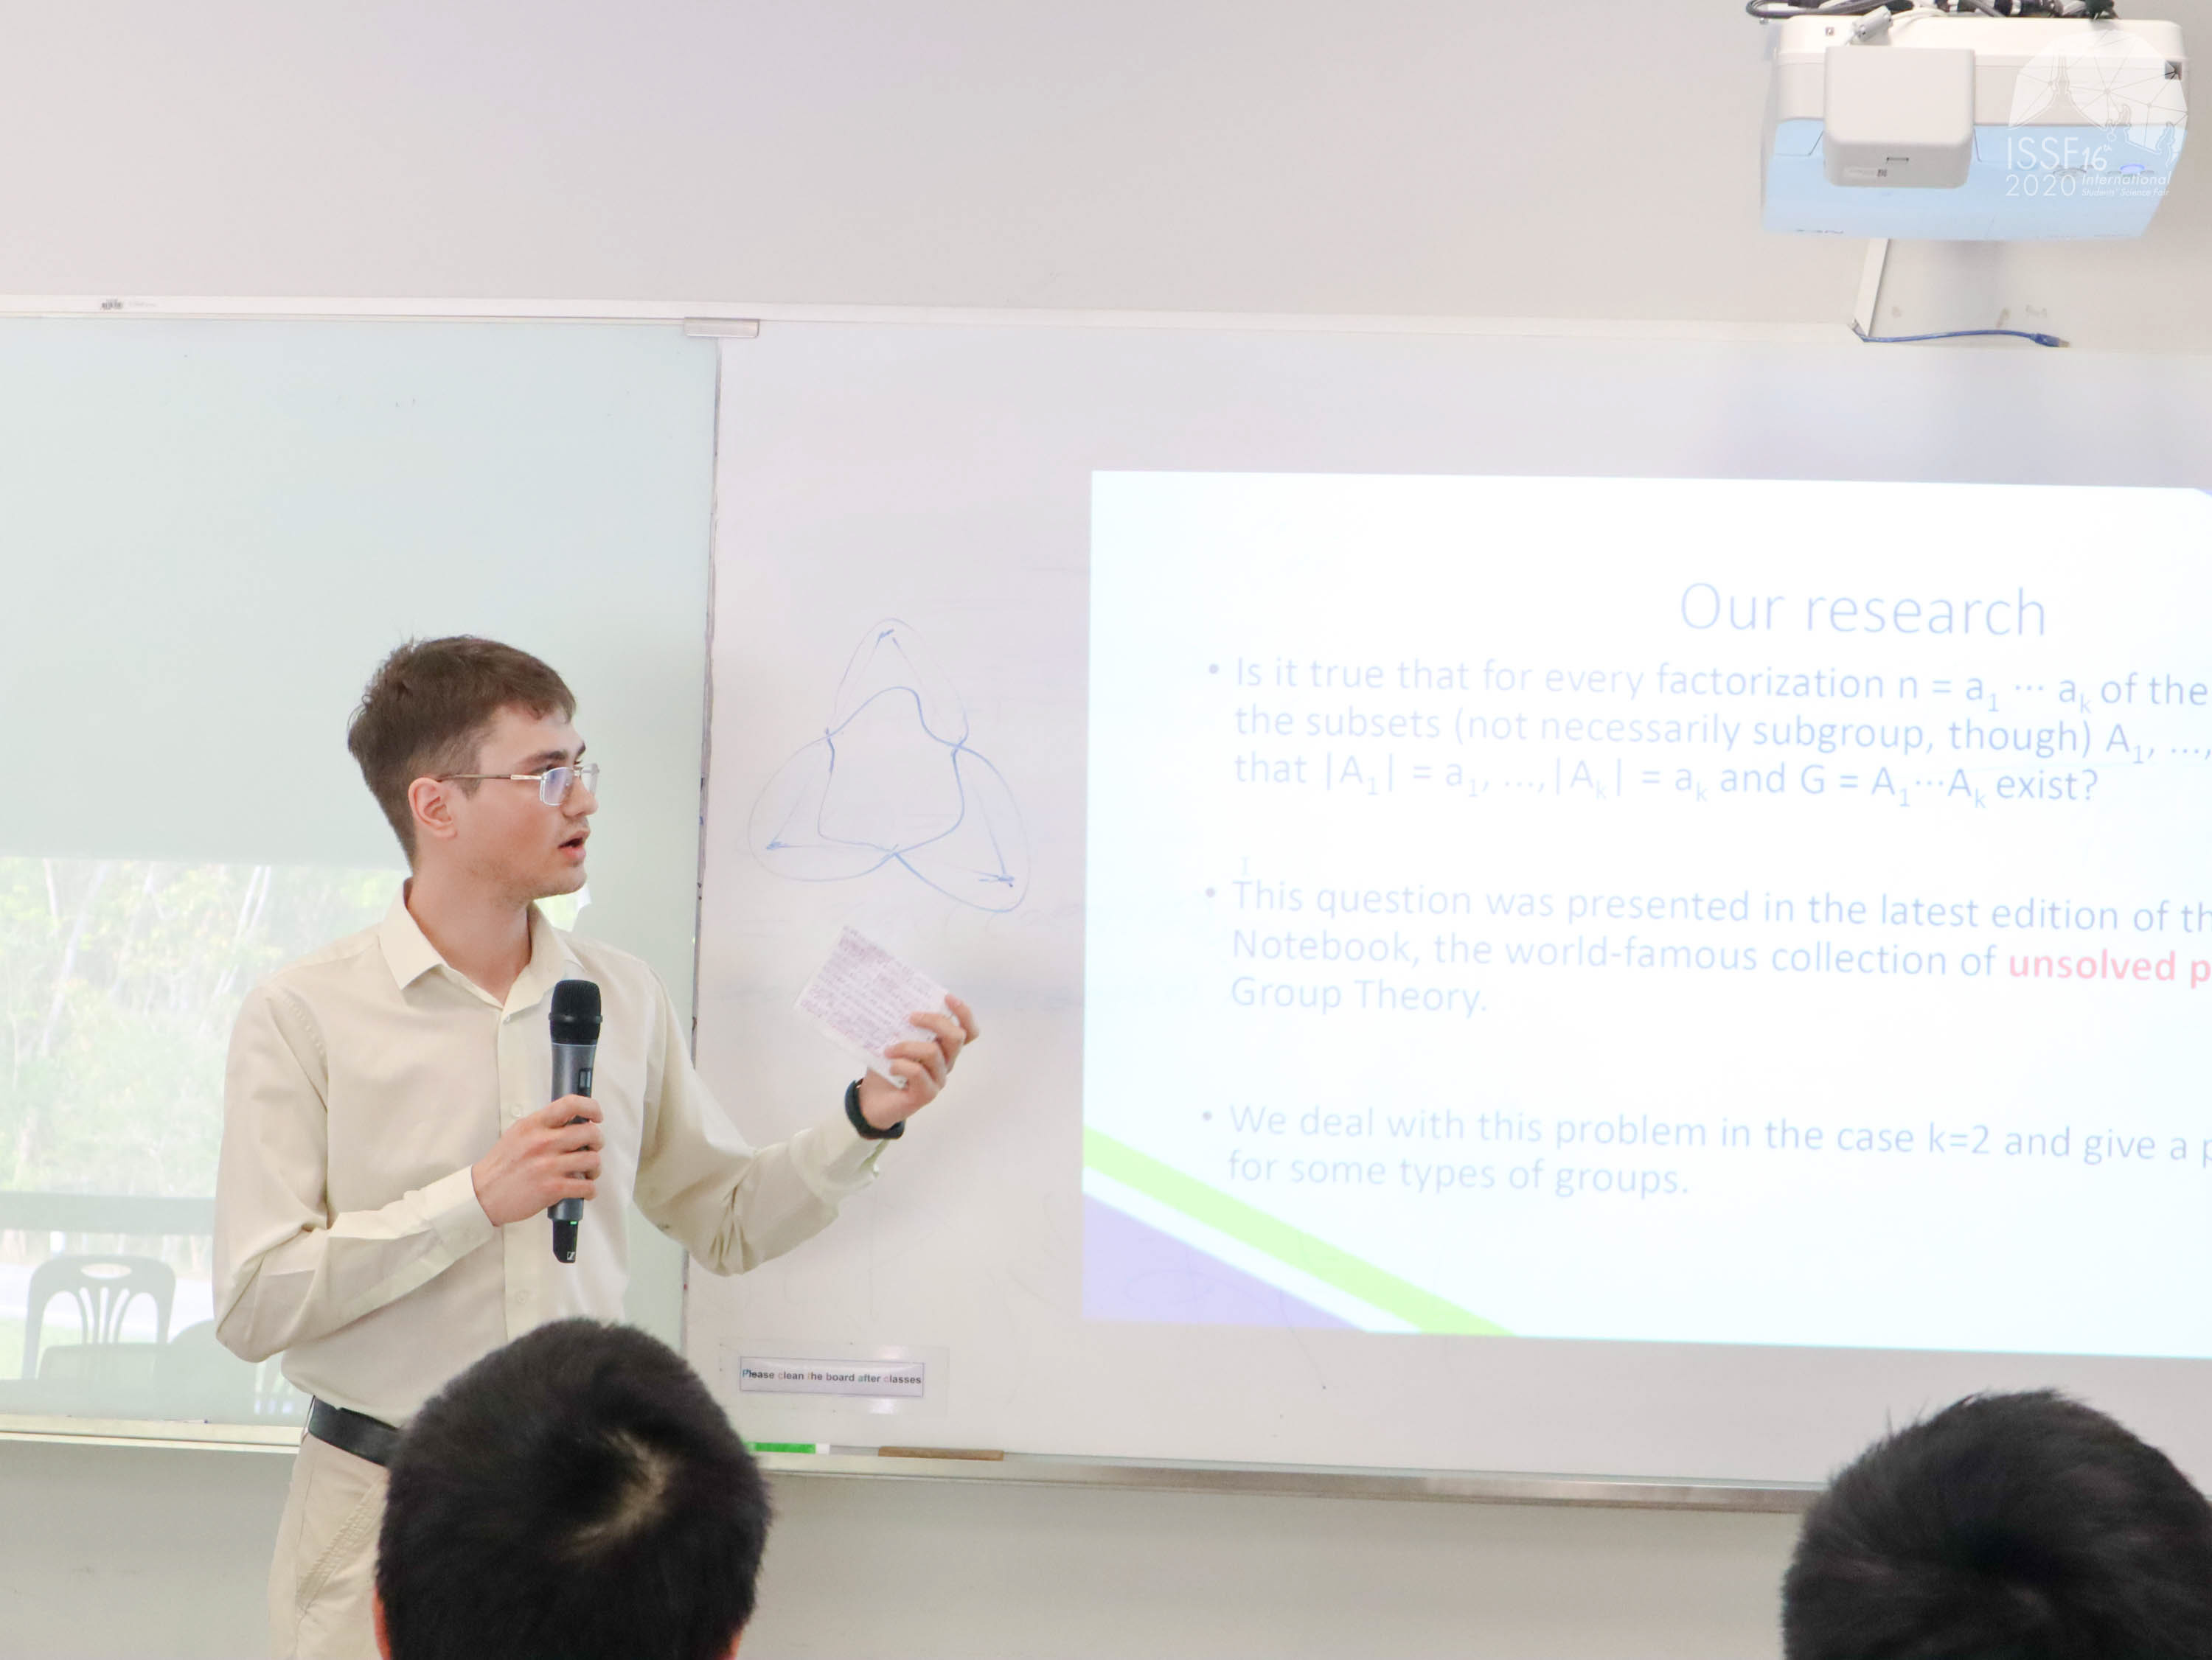 ISSF 16th
2020 International
Students' Science Fair
Our research
• Is it true that for every factorization n = a₁ ··· aₖ of the
the subsets (not necessarily subgroup, though) A₁, ...,
that |A₁| = a₁, ...,|Aₖ| = aₖ and G = A₁···Aₖ exist?
• This question was presented in the latest edition of th
Notebook, the world-famous collection of unsolved p
Group Theory.
• We deal with this problem in the case k=2 and give a p
for some types of groups.
Please clean the board after classes